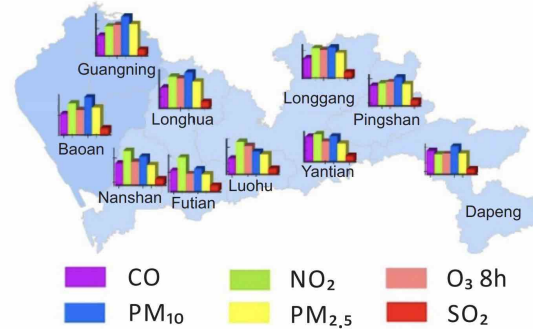 Guangning
Longhua
Longgang
Pingshan
Baoan
Nanshan
Futian
Luohu
Yantian
Dapeng
CO
NO₂
O₃ 8h
PM₁₀
PM₂.₅
SO₂